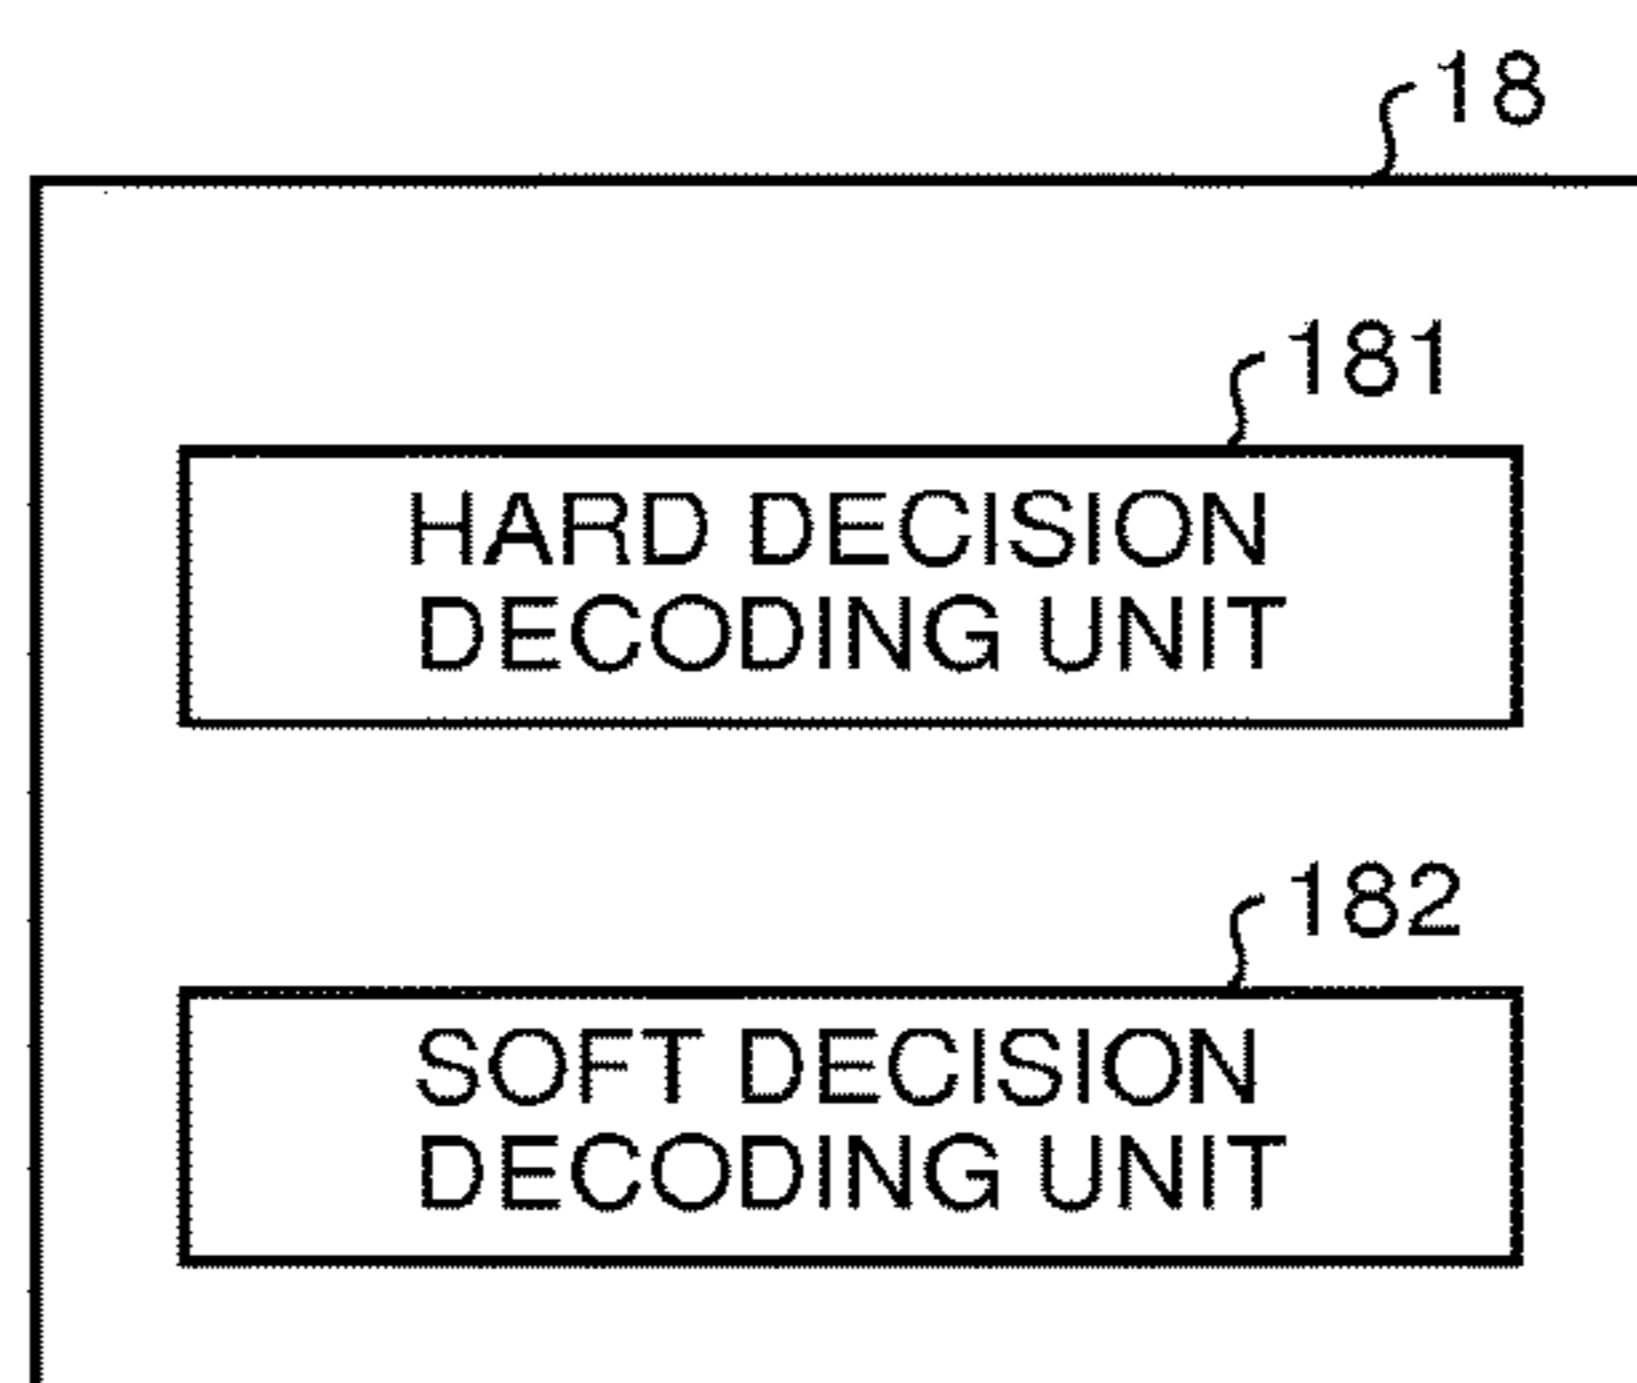 18
181
HARD DECISION
DECODING UNIT
182
SOFT DECISION
DECODING UNIT